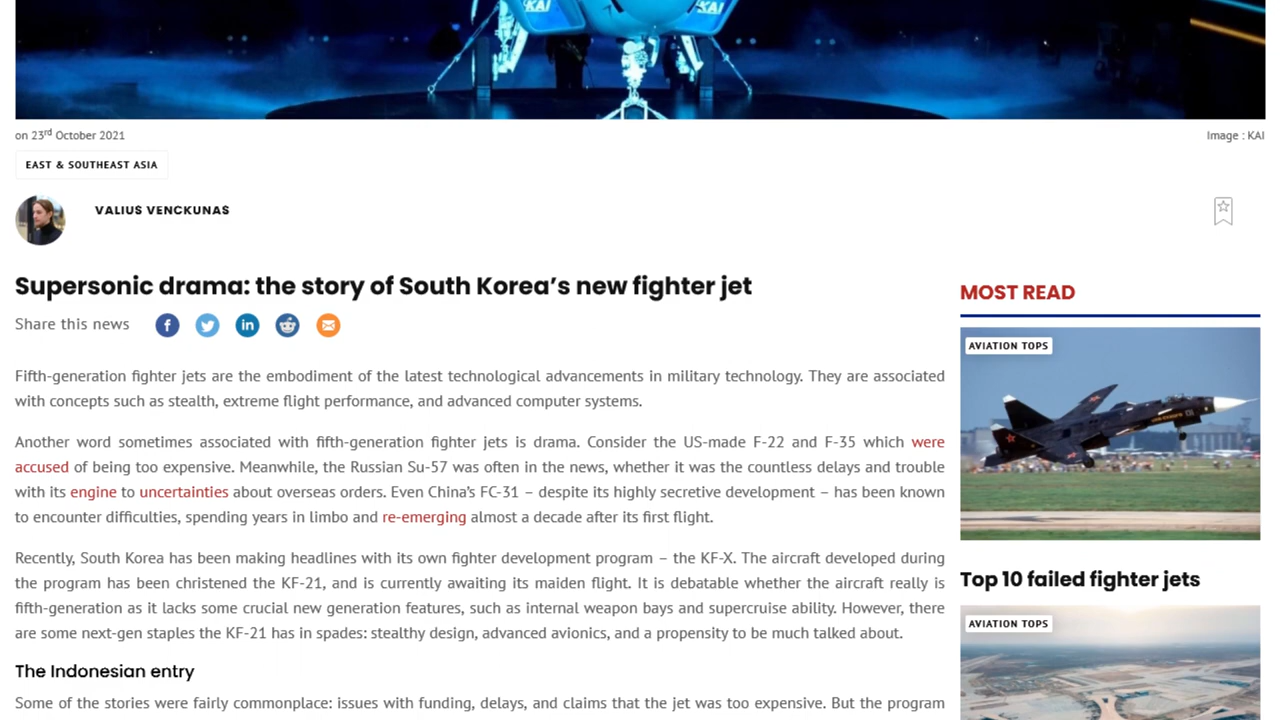 KAI
KAI
on 23rd October 2021
Image : KAI
EAST & SOUTHEAST ASIA
VALIUS VENCKUNAS
Supersonic drama: the story of South Korea’s new fighter jet
Share this news
Fifth-generation fighter jets are the embodiment of the latest technological advancements in military technology. They are associated
with concepts such as stealth, extreme flight performance, and advanced computer systems.
Another word sometimes associated with fifth-generation fighter jets is drama. Consider the US-made F-22 and F-35 which were
accused of being too expensive. Meanwhile, the Russian Su-57 was often in the news, whether it was the countless delays and trouble
with its engine to uncertainties about overseas orders. Even China’s FC-31 – despite its highly secretive development – has been known
to encounter difficulties, spending years in limbo and re-emerging almost a decade after its first flight.
Recently, South Korea has been making headlines with its own fighter development program – the KF-X. The aircraft developed during
the program has been christened the KF-21, and is currently awaiting its maiden flight. It is debatable whether the aircraft really is
fifth-generation as it lacks some crucial new generation features, such as internal weapon bays and supercruise ability. However, there
are some next-gen staples the KF-21 has in spades: stealthy design, advanced avionics, and a propensity to be much talked about.
The Indonesian entry
Some of the stories were fairly commonplace: issues with funding, delays, and claims that the jet was too expensive. But the program
MOST READ
AVIATION TOPS
Top 10 failed fighter jets
AVIATION TOPS